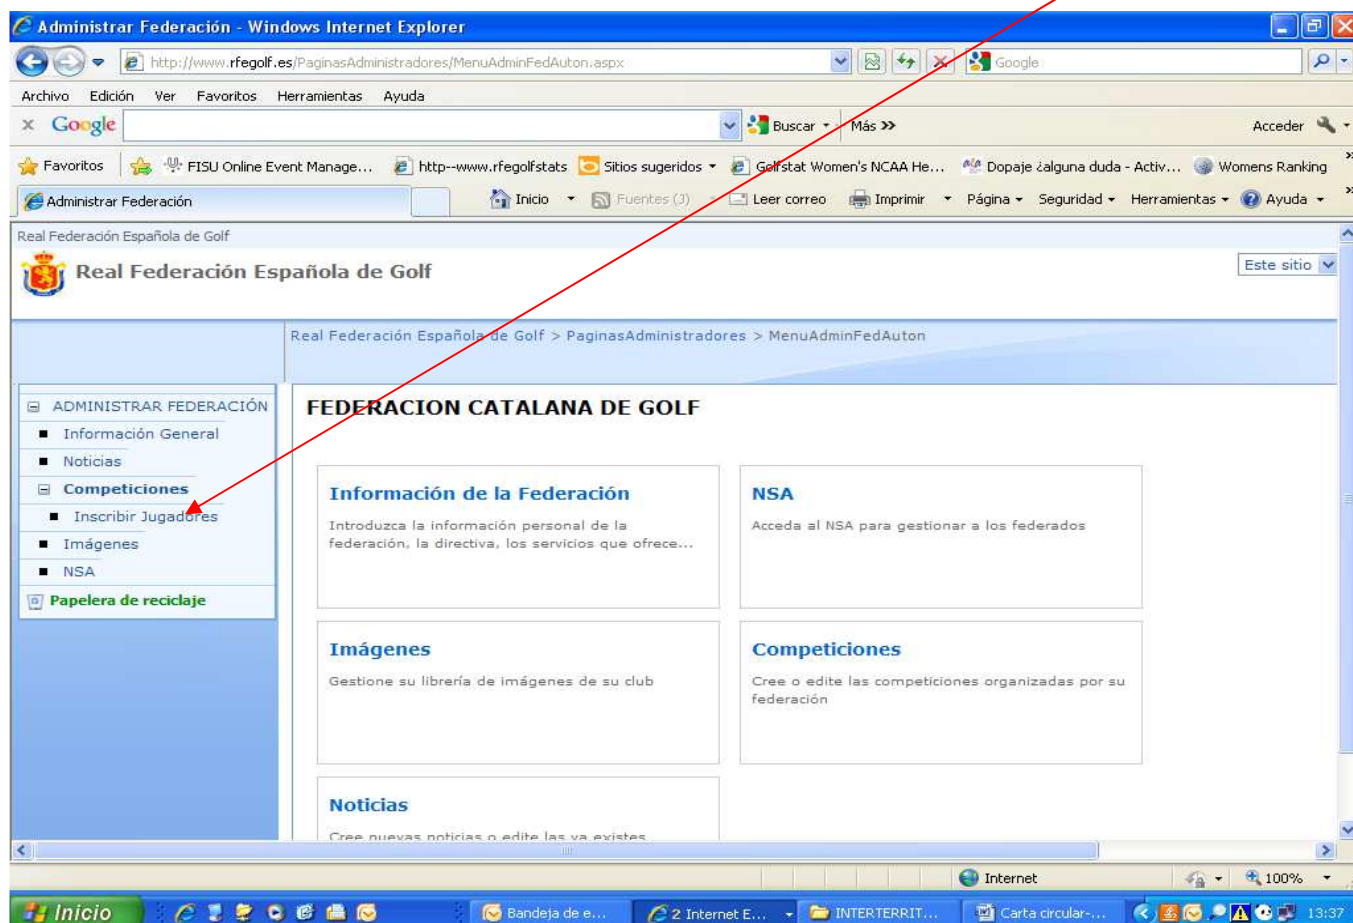 Administrar Federación - Windows Internet Explorer
http://www.rfegolf.es/PaginasAdministradores/MenuAdminFedAuton.aspx
Google
Archivo Edición Ver Favoritos Herramientas Ayuda
x Google Buscar Más >> Acceder
Favoritos FISU Online Event Manage... http--www.rfegolfstats Sitios sugeridos Golfstat Women's NCAA He... Dopaje ¿alguna duda - Activ... Womens Ranking
Administrar Federación Inicio Fuentes (J) Leer correo Imprimir Página Seguridad Herramientas Ayuda
Real Federación Española de Golf
Real Federación Española de Golf
Este sitio
Real Federación Española de Golf > PaginasAdministradores > MenuAdminFedAuton
ADMINISTRAR FEDERACIÓN
Información General
Noticias
Competiciones
Inscribir Jugadores
Imágenes
NSA
Papelera de reciclaje
FEDERACION CATALANA DE GOLF
Información de la Federación
Introduzca la información personal de la
federación, la directiva, los servicios que ofrece...
NSA
Acceda al NSA para gestionar a los federados
Imágenes
Gestione su librería de imágenes de su club
Competiciones
Cree o edite las competiciones organizadas por su
federación
Noticias
Cree nuevas noticias o edite las ya existes
Internet 100%
Inicio Bandeja de e... 2 Internet E... INTERTERRIT... Carta circular-... 13:37